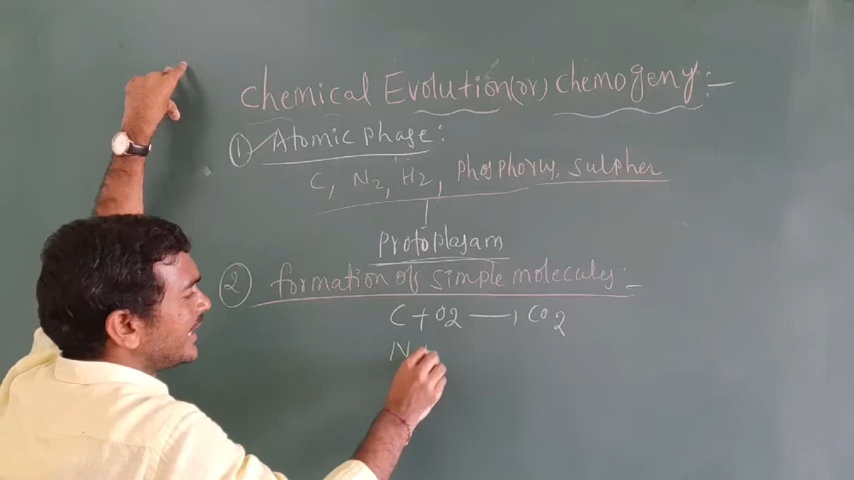 Chemical Evolution (or) Chemogeny :-
① Atomic phase :
C, N2, H2, Phosphorus, sulpher
Protoplasam
② formation of simple molecules :-
C + O2 → CO2
N